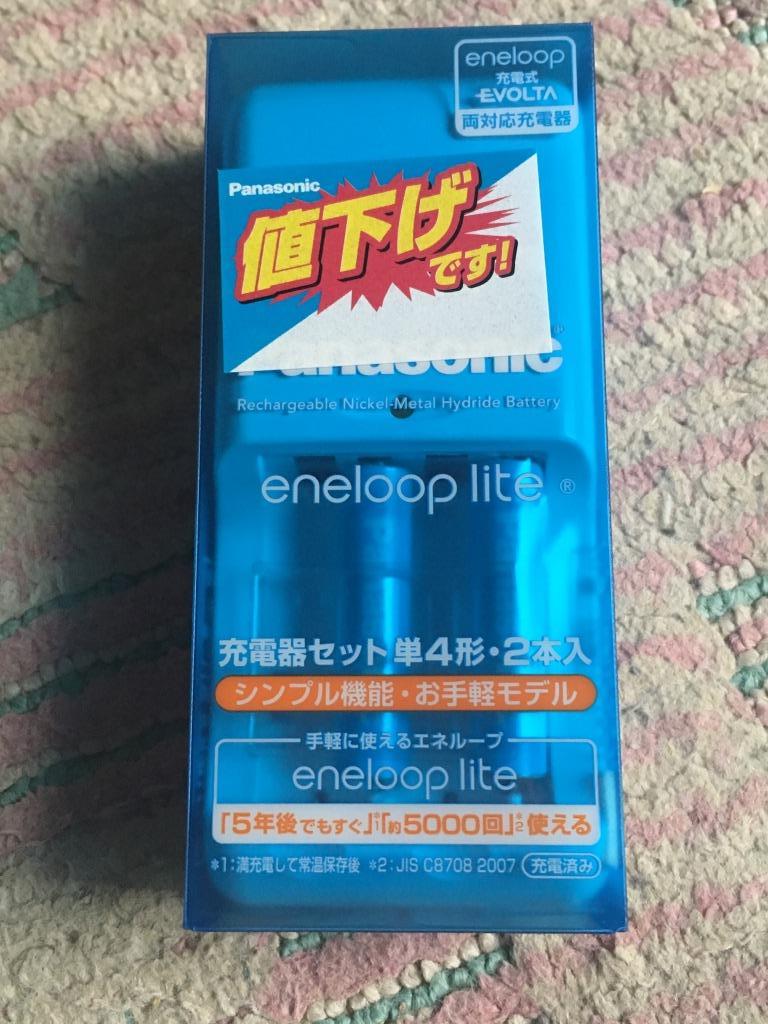 eneloop
充電式
EVOLTA
両対応充電器
Panasonic
値下げ
です!
Panasonic
Rechargeable Nickel-Metal Hydride Battery
eneloop lite ®
充電器セット 単4形・2本入
シンプル機能・お手軽モデル
手軽に使えるエネループ
eneloop lite
「5年後でもすぐ」※1「約5000回」※2使える
※1:満充電して常温保存後 ※2:JIS C8708 2007 充電済み